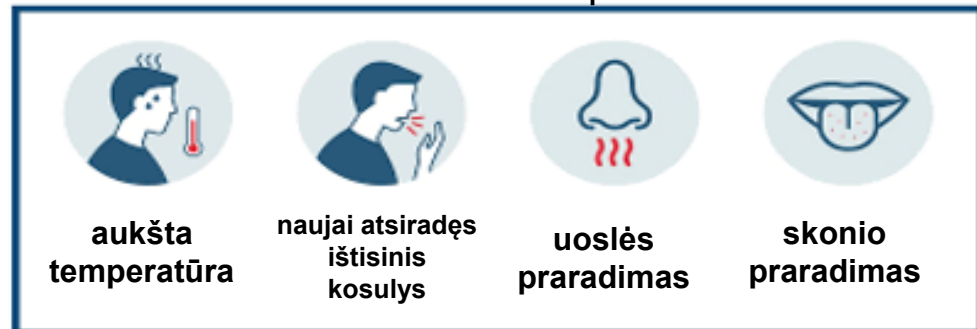 aukšta
temperatūra
naujai atsiradęs
ištisinis
kosulys
uoslės
praradimas
skonio
praradimas